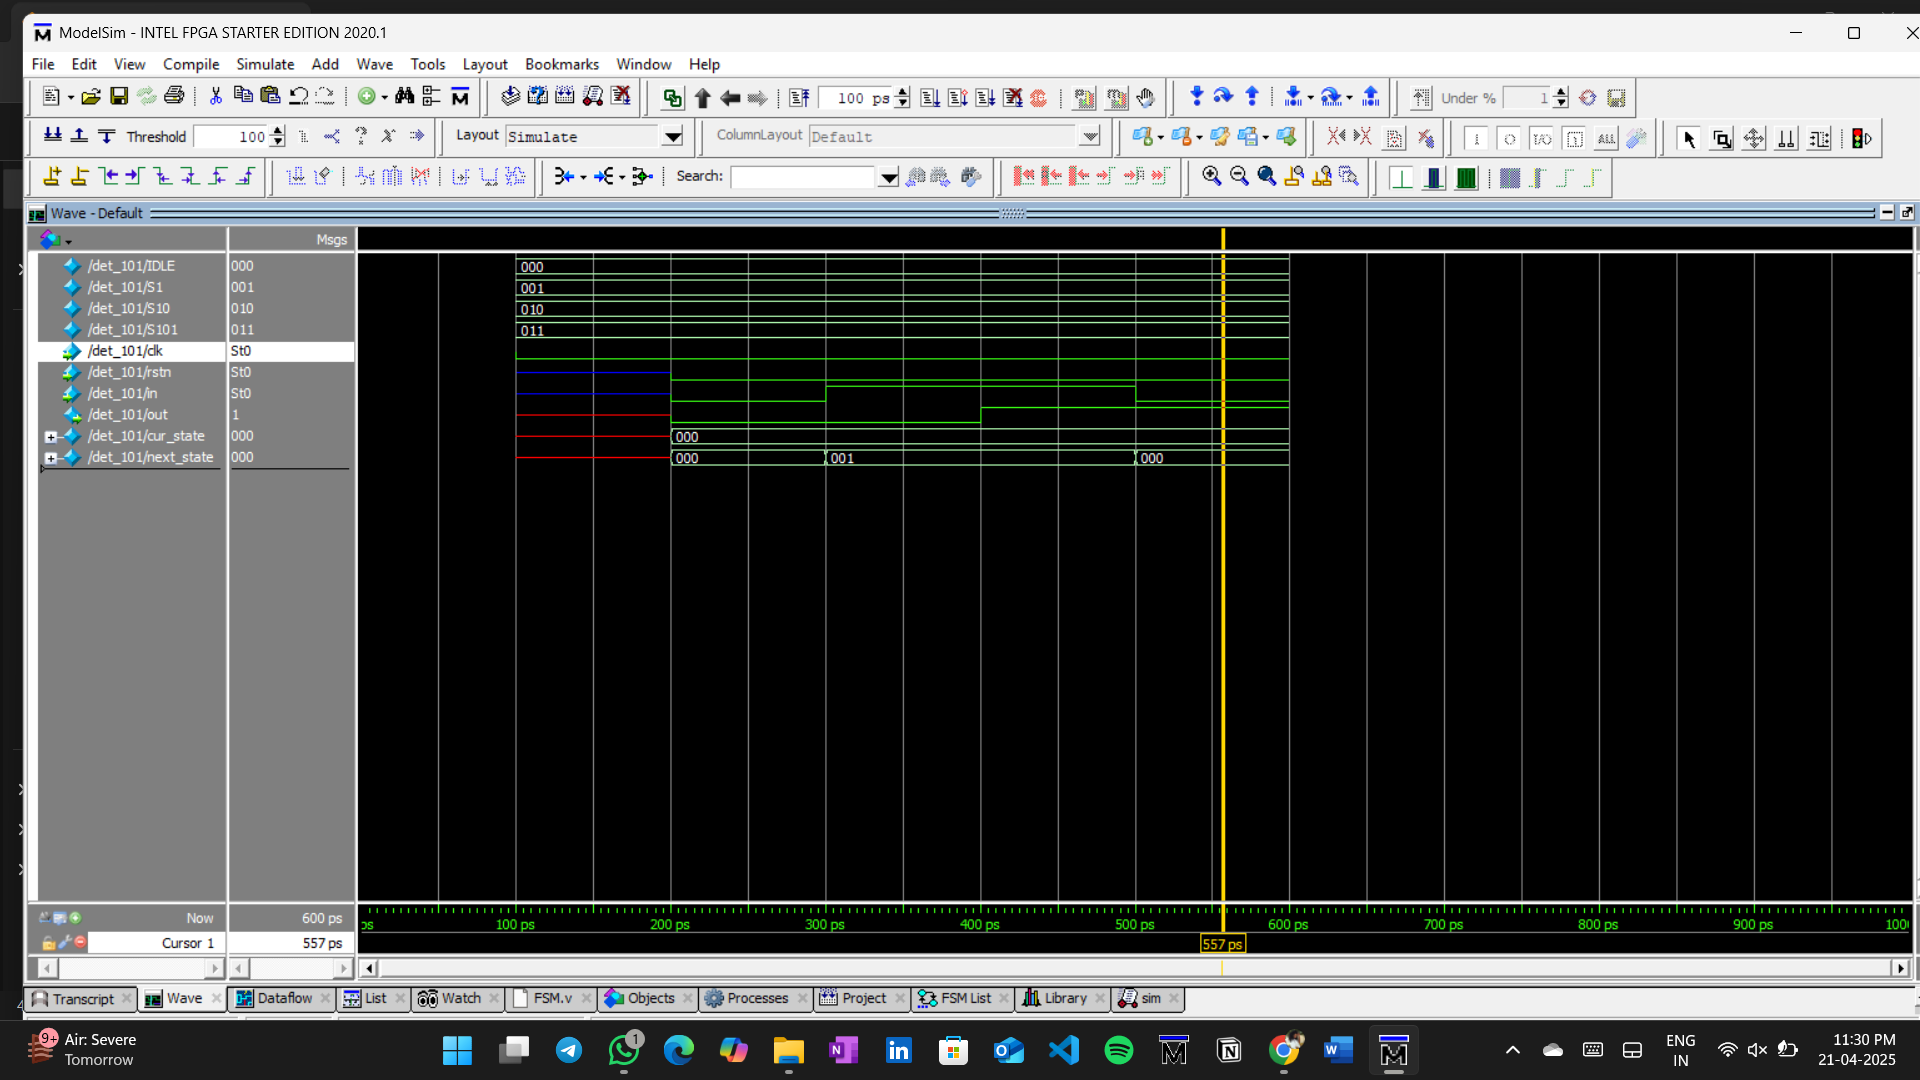 ModelSim - INTEL FPGA STARTER EDITION 2020.1
File Edit View Compile Simulate Add Wave Tools Layout Bookmarks Window Help
100 ps
Under % 1
Threshold 100
Layout Simulate
ColumnLayout Default
ALL
Search:
Wave - Default
Msgs
/det_101/IDLE 000 000
/det_101/S1 001 001
/det_101/S10 010 010
/det_101/S101 011 011
/det_101/clk St0
/det_101/rstn St0
/det_101/in St0
/det_101/out 1
/det_101/cur_state 000 000
/det_101/next_state 000 000 001 000
Now 600 ps
ps 100 ps 200 ps 300 ps 400 ps 500 ps 600 ps 700 ps 800 ps 900 ps 100
Cursor 1 557 ps
557 ps
Transcript Wave Dataflow List Watch FSM.v Objects Processes Project FSM List Library sim
9+ Air: Severe
Tomorrow
1
ENG
IN
11:30 PM
21-04-2025